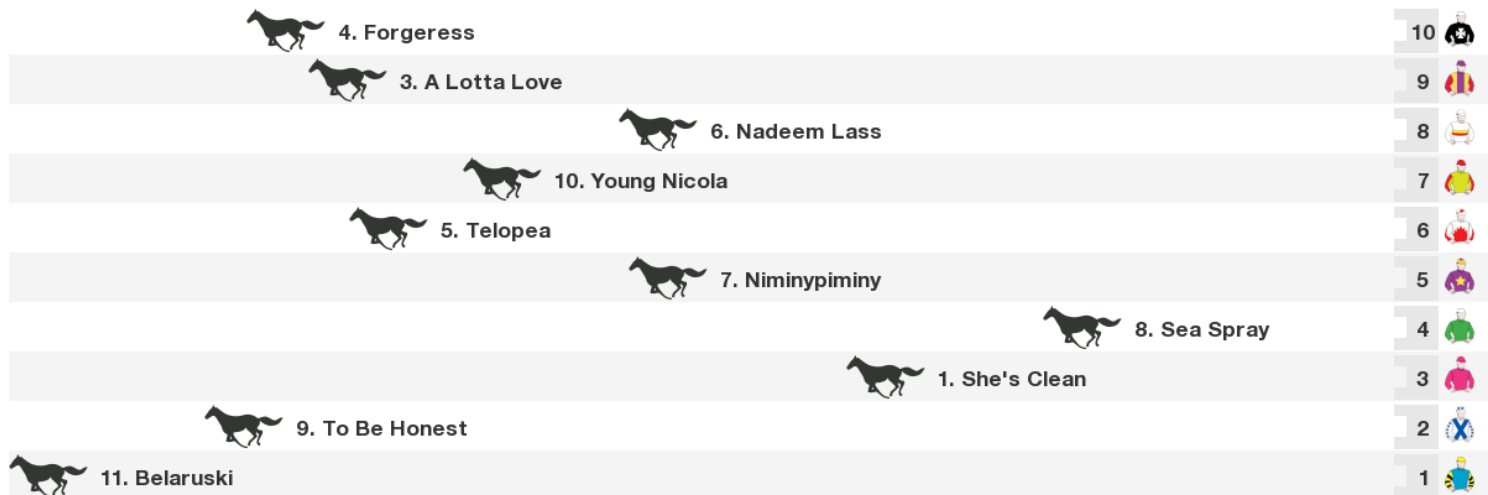 4. Forgeress 10
3. A Lotta Love 9
6. Nadeem Lass 8
10. Young Nicola 7
5. Telopea 6
7. Niminypiminy 5
8. Sea Spray 4
1. She's Clean 3
9. To Be Honest 2
11. Belaruski 1